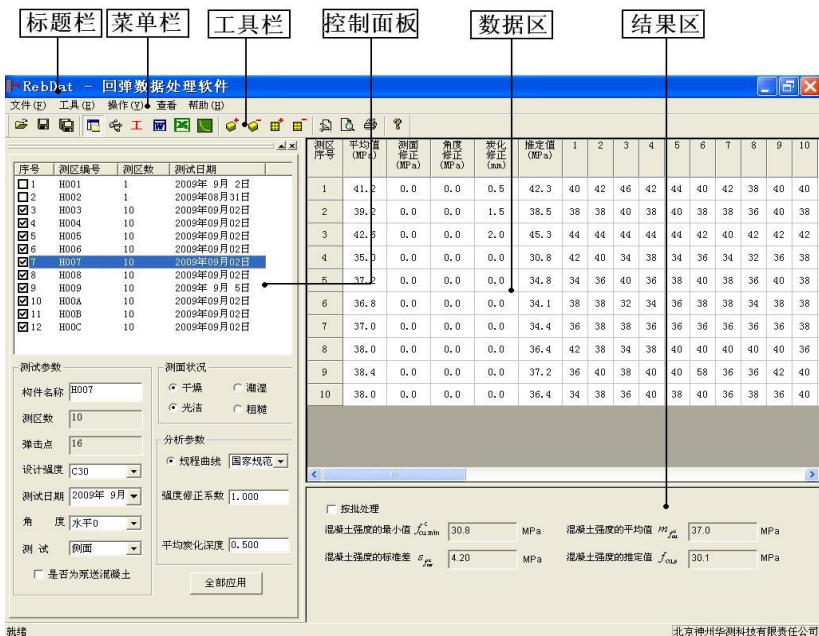 标题栏 菜单栏 工具栏 控制面板 数据区 结果区
RebDat - 回弹数据处理软件
文件(F) 工具(E) 操作(V) 查看 帮助(H)
序号 测区编号 测区数 测试日期
1 H001 1 2009年 9月 2日
2 H002 1 2009年08月31日
3 H003 10 2009年09月02日
4 H004 10 2009年09月02日
5 H005 10 2009年09月02日
6 H006 10 2009年09月02日
7 H007 10 2009年09月02日
8 H008 10 2009年09月02日
9 H009 10 2009年 9月 5日
10 H00A 10 2009年09月02日
11 H00B 10 2009年09月02日
12 H00C 10 2009年09月02日
测试参数
构件名称 H007
测区数 10
弹击点 16
设计强度 C30
测试日期 2009年 9月
角 度 水平0
测 试 侧面
是否为泵送混凝土
测面状况
干燥 潮湿
光洁 粗糙
分析参数
规程曲线 国家规范
强度修正系数 1.000
平均炭化深度 0.500
全部应用
测区序号 平均值(MPa) 测面修正(MPa) 角度修正(MPa) 炭化修正(mm) 推定值(MPa) 1 2 3 4 5 6 7 8 9 10
1 41.2 0.0 0.0 0.5 42.3 40 42 46 42 44 40 42 38 40 40
2 39.2 0.0 0.0 1.5 38.5 38 38 40 38 40 38 38 36 40 38
3 42.6 0.0 0.0 2.0 45.3 44 44 44 44 44 42 40 42 42 42
4 35.0 0.0 0.0 0.0 30.8 42 40 34 38 34 36 34 32 36 38
5 37.2 0.0 0.0 0.0 34.8 34 36 40 36 38 40 38 36 40 38
6 36.8 0.0 0.0 0.0 34.1 38 38 32 34 36 38 38 34 38 38
7 37.0 0.0 0.0 0.0 34.4 36 38 38 36 36 36 36 36 36 38
8 38.0 0.0 0.0 0.0 36.4 42 38 34 38 40 40 40 40 40 36
9 38.4 0.0 0.0 0.0 37.2 36 40 38 40 40 58 36 36 42 40
10 38.0 0.0 0.0 0.0 36.4 34 38 36 40 38 40 36 38 36 40
按批处理
混凝土强度的最小值 30.8 MPa 混凝土强度的平均值 37.0 MPa
混凝土强度的标准差 4.20 MPa 混凝土强度的推定值 30.1 MPa
就绪 北京神州华测科技有限责任公司